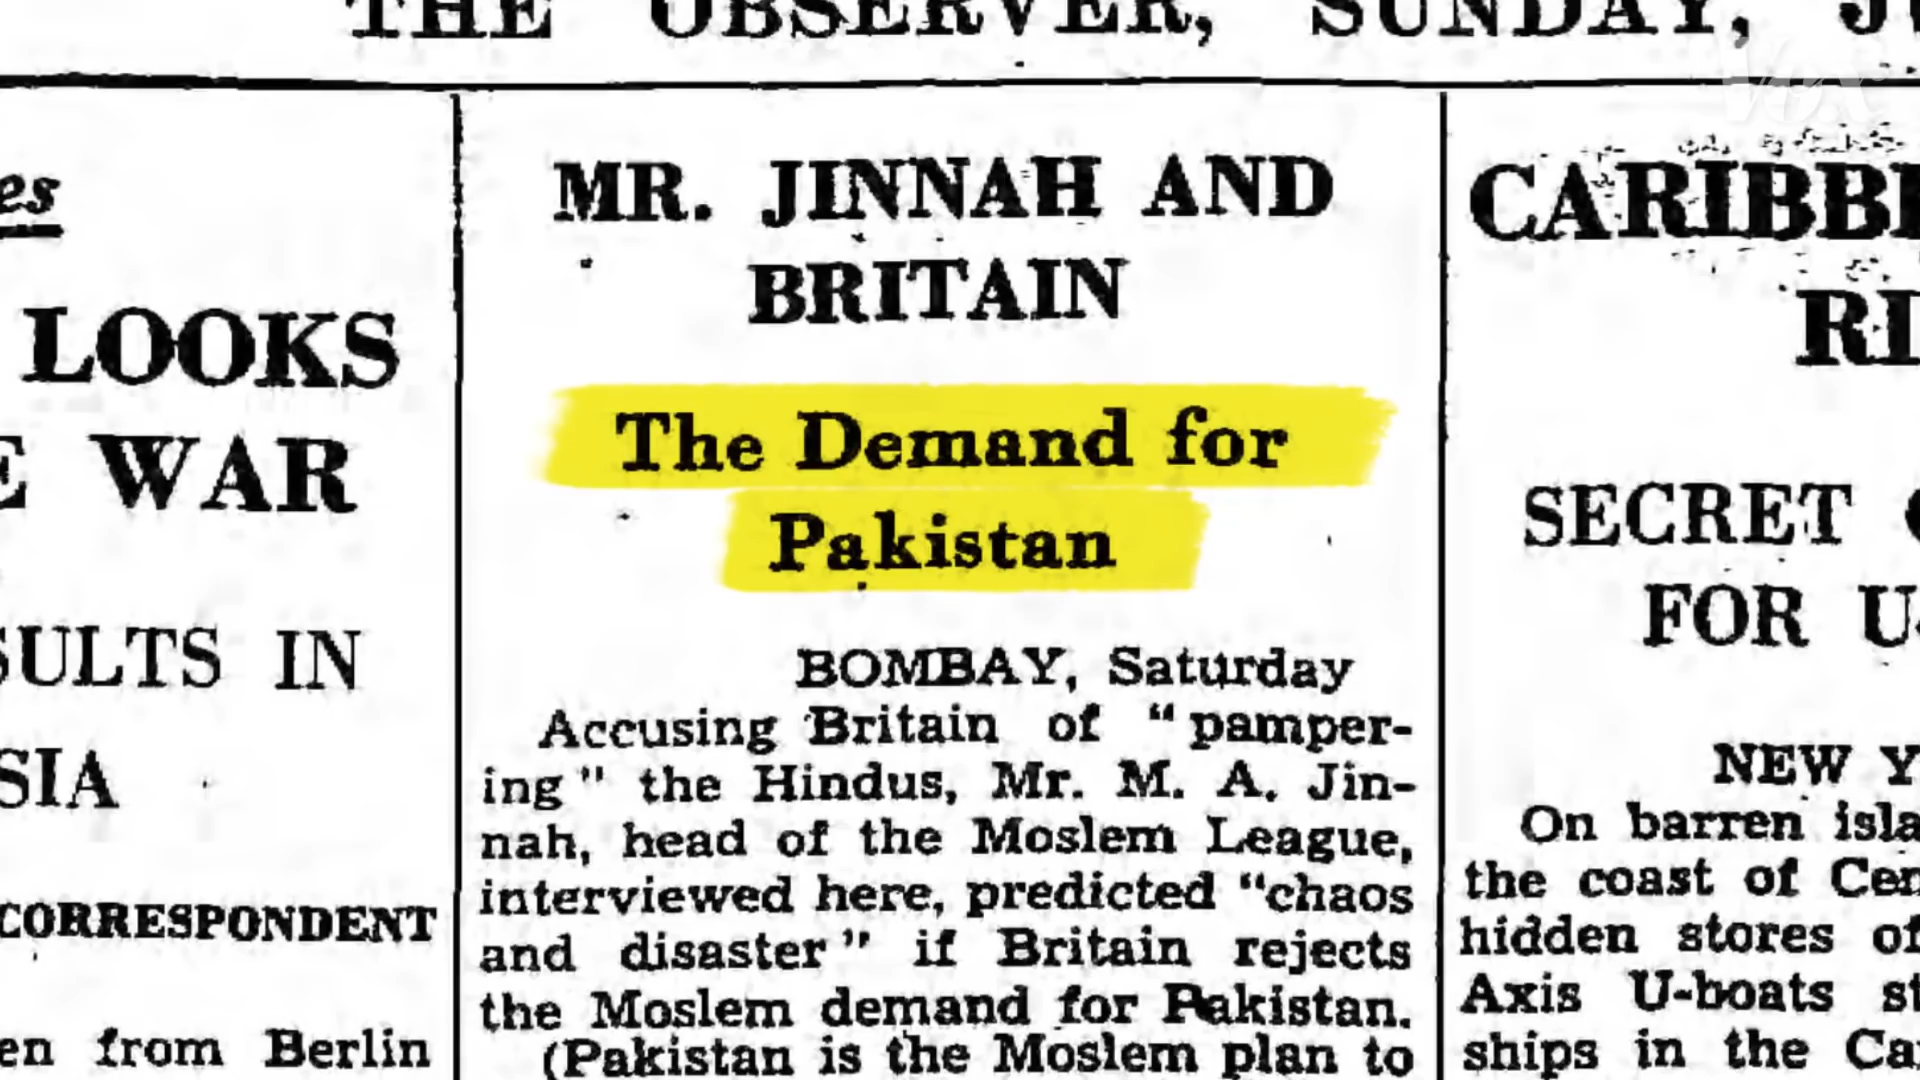 THE OBSERVER, SUNDAY,
Vox
es
LOOKS
E WAR
SULTS IN
SIA
CORRESPONDENT
en from Berlin
MR. JINNAH AND
BRITAIN
The Demand for
Pakistan
BOMBAY, Saturday
Accusing Britain of "pamper-
ing" the Hindus, Mr. M. A. Jin-
nah, head of the Moslem League,
interviewed here, predicted "chaos
and disaster" if Britain rejects
the Moslem demand for Pakistan.
(Pakistan is the Moslem plan to
CARIBB
RI
SECRET
FOR U-
NEW Y
On barren isla
the coast of Cen
hidden stores of
Axis U-boats st
ships in the Ca